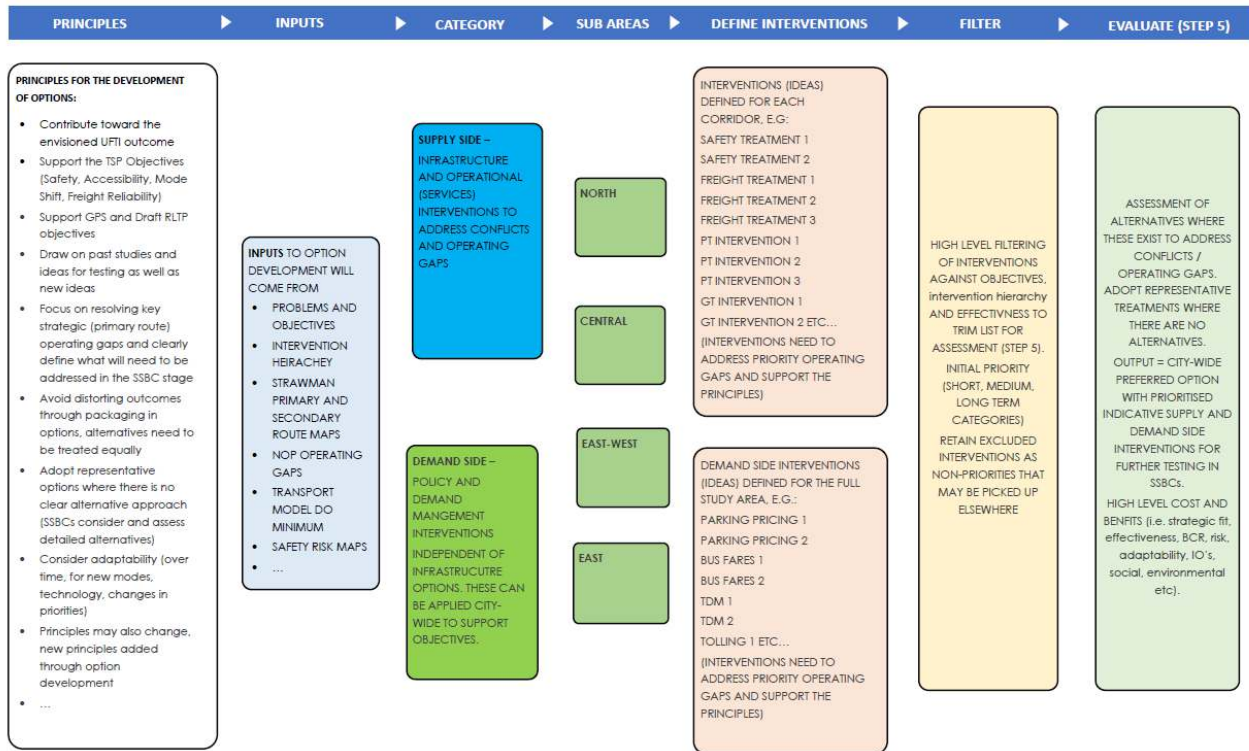 PRINCIPLES
INPUTS
CATEGORY
SUB AREAS
DEFINE INTERVENTIONS
FILTER
EVALUATE (STEP 5)
PRINCIPLES FOR THE DEVELOPMENT
OF OPTIONS:
• Contribute toward the
envisioned UFTI outcome
• Support the TSP Objectives
(Safety, Accessibility, Mode
Shift, Freight Reliability)
• Support GPS and Draft RLTP
objectives
• Draw on past studies and
ideas for testing as well as
new ideas
• Focus on resolving key
strategic (primary route)
operating gaps and clearly
define what will need to be
addressed in the SSBC stage
• Avoid distorting outcomes
through packaging in
options, alternatives need to
be treated equally
• Adopt representative
options where there is no
clear alternative approach
(SSBCs consider and assess
detailed alternatives)
• Consider adaptability (over
time, for new modes,
technology, changes in
priorities)
• Principles may also change,
new principles added
through option
development
• ...
INPUTS TO OPTION
DEVELOPMENT WILL
COME FROM
• PROBLEMS AND
OBJECTIVES
• INTERVENTION
HEIRACHEY
• STRAWMAN
PRIMARY AND
SECONDARY
ROUTE MAPS
• NOP OPERATING
GAPS
• TRANSPORT
MODEL DO
MINIMUM
• SAFETY RISK MAPS
• ...
SUPPLY SIDE –
INFRASTRUCTURE
AND OPERATIONAL
(SERVICES)
INTERVENTIONS TO
ADDRESS CONFLICTS
AND OPERATING
GAPS
DEMAND SIDE –
POLICY AND
DEMAND
MANGEMENT
INTERVENTIONS
INDEPENDENT OF
INFRASTRUCUTRE
OPTIONS. THESE CAN
BE APPLIED CITY-
WIDE TO SUPPORT
OBJECTIVES.
NORTH
CENTRAL
EAST-WEST
EAST
INTERVENTIONS (IDEAS)
DEFINED FOR EACH
CORRIDOR, E.G:
SAFETY TREATMENT 1
SAFETY TREATMENT 2
FREIGHT TREATMENT 1
FREIGHT TREATMENT 2
FREIGHT TREATMENT 3
PT INTERVENTION 1
PT INTERVENTION 2
PT INTERVENTION 3
GT INTERVENTION 1
GT INTERVENTION 2 ETC...
(INTERVENTIONS NEED TO
ADDRESS PRIORITY OPERATING
GAPS AND SUPPORT THE
PRINCIPLES)
DEMAND SIDE INTERVENTIONS
(IDEAS) DEFINED FOR THE FULL
STUDY AREA, E.G.:
PARKING PRICING 1
PARKING PRICING 2
BUS FARES 1
BUS FARES 2
TDM 1
TDM 2
TOLLING 1 ETC...
(INTERVENTIONS NEED TO
ADDRESS PRIORITY OPERATING
GAPS AND SUPPORT THE
PRINCIPLES)
HIGH LEVEL FILTERING
OF INTERVENTIONS
AGAINST OBJECTIVES,
intervention hierarchy
AND EFFECTIVNESS TO
TRIM LIST FOR
ASSESSMENT (STEP 5).
INITIAL PRIORITY
(SHORT, MEDIUM,
LONG TERM
CATEGORIES)
RETAIN EXCLUDED
INTERVENTIONS AS
NON-PRIORITIES THAT
MAY BE PICKED UP
ELSEWHERE
ASSESSMENT OF
ALTERNATIVES WHERE
THESE EXIST TO ADDRESS
CONFLICTS /
OPERATING GAPS.
ADOPT REPRESENTATIVE
TREATMENTS WHERE
THERE ARE NO
ALTERNATIVES.
OUTPUT = CITY-WIDE
PREFERRED OPTION
WITH PRIORITISED
INDICATIVE SUPPLY AND
DEMAND SIDE
INTERVENTIONS FOR
FURTHER TESTING IN
SSBCs.
HIGH LEVEL COST AND
BENFITS (i.e. strategic fit,
effectiveness, BCR, risk,
adaptability, IO's,
social, environmental
etc).